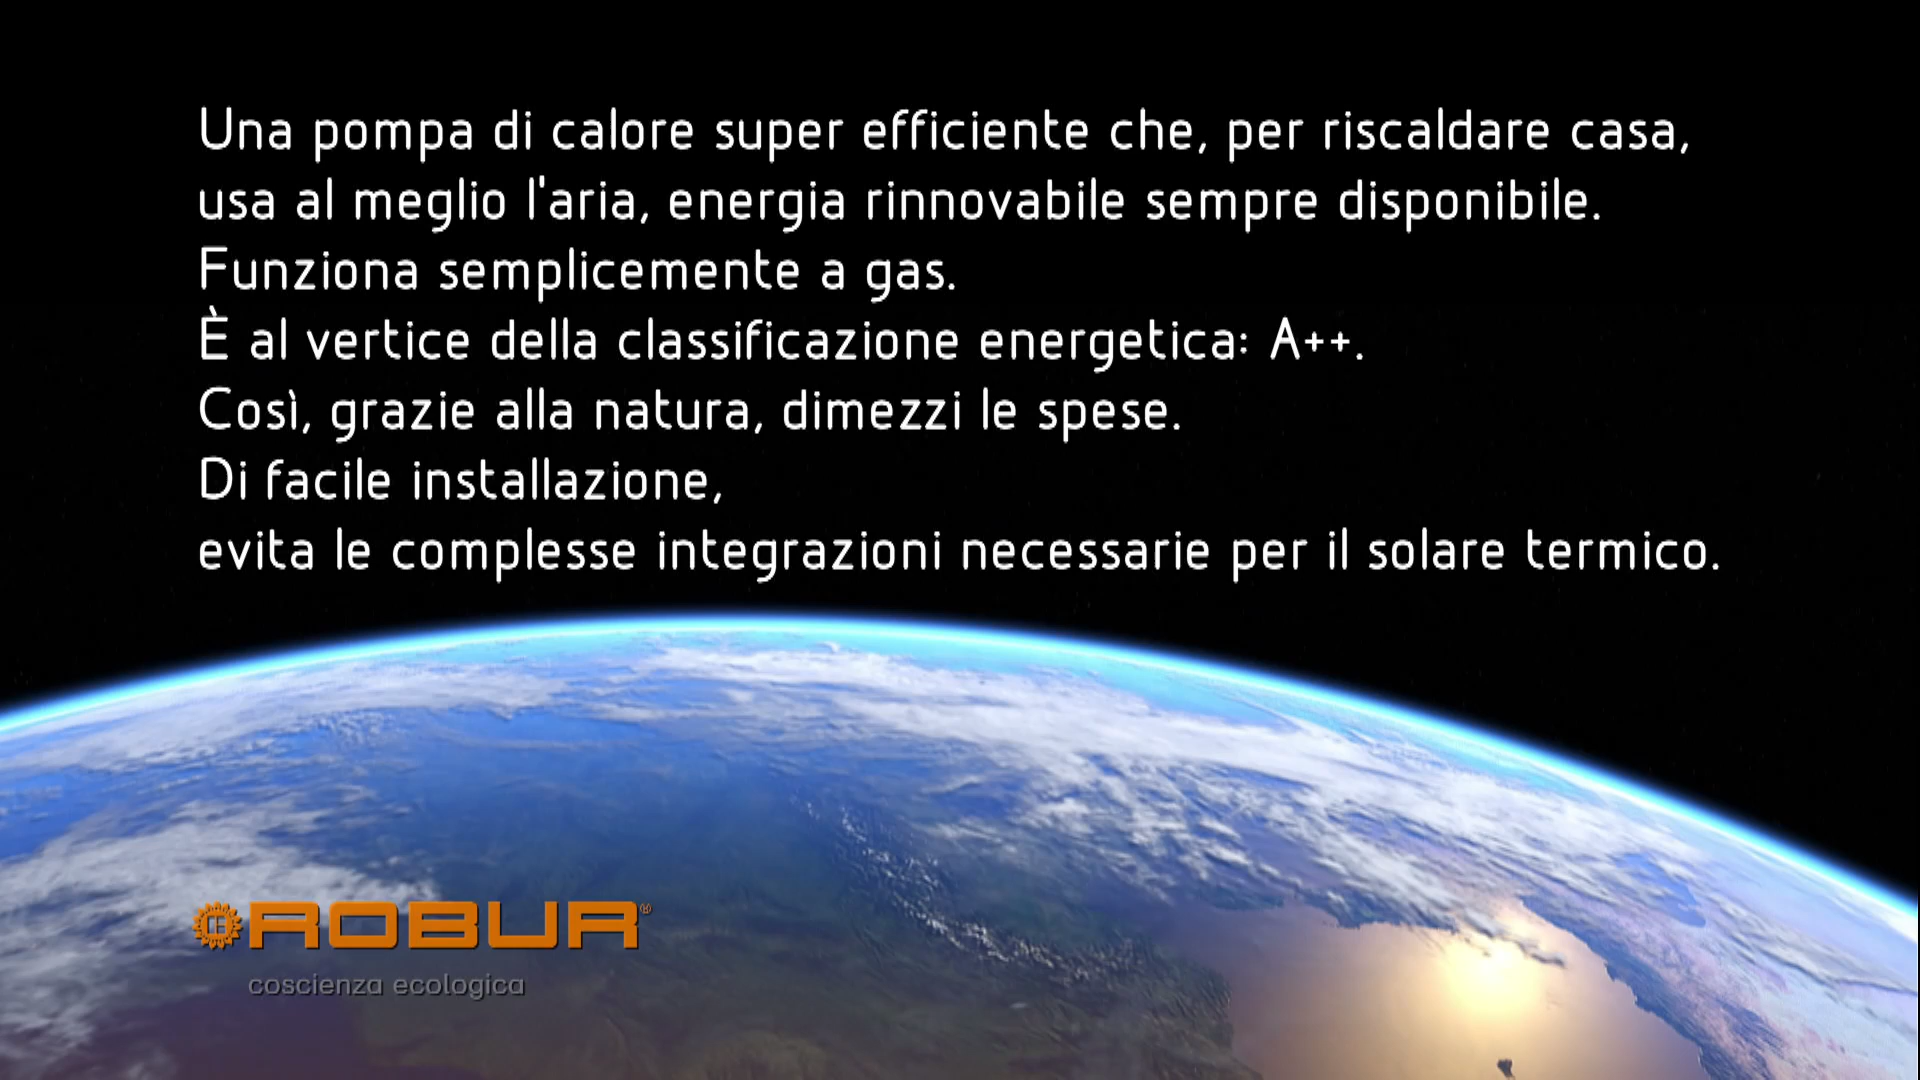 Una pompa di calore super efficiente che, per riscaldare casa,
usa al meglio l'aria, energia rinnovabile sempre disponibile.
Funziona semplicemente a gas.
È al vertice della classificazione energetica: A++.
Così, grazie alla natura, dimezzi le spese.
Di facile installazione,
evita le complesse integrazioni necessarie per il solare termico.
ROBUR®
coscienza ecologica